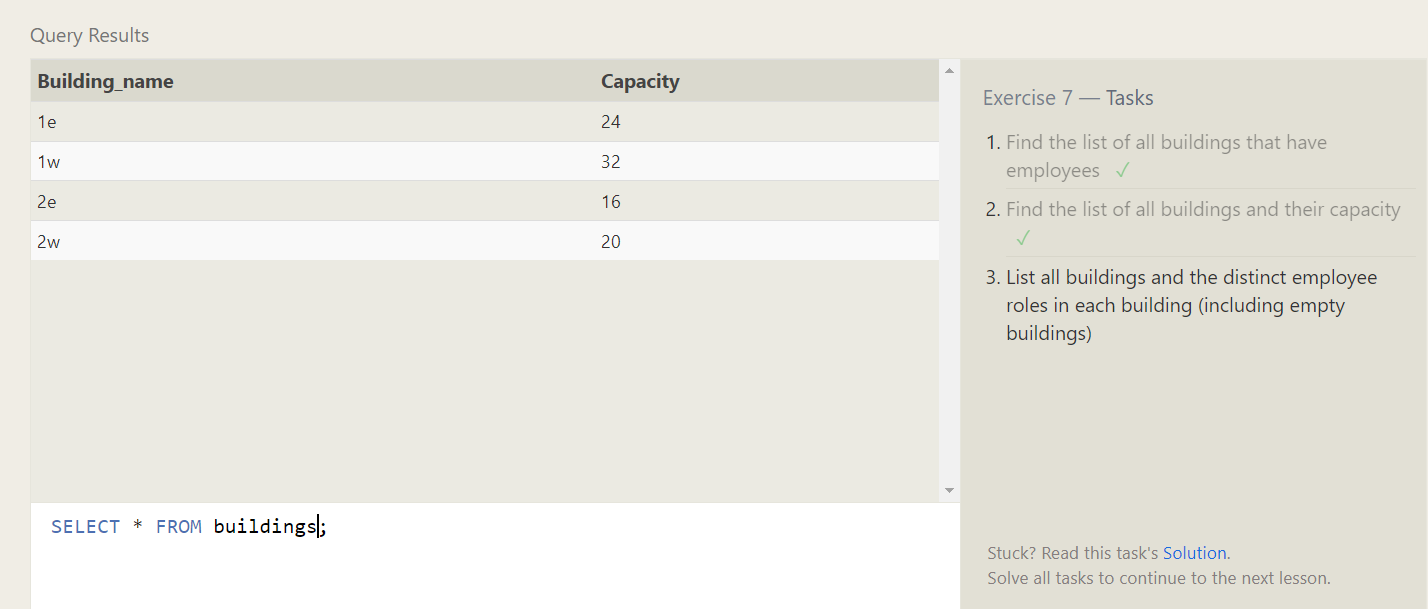 Query Results
Building_name Capacity
1e 24
1w 32
2e 16
2w 20
SELECT * FROM buildings;
Exercise 7 — Tasks
1. Find the list of all buildings that have
employees ✓
2. Find the list of all buildings and their capacity
✓
3. List all buildings and the distinct employee
roles in each building (including empty
buildings)
Stuck? Read this task's Solution.
Solve all tasks to continue to the next lesson.